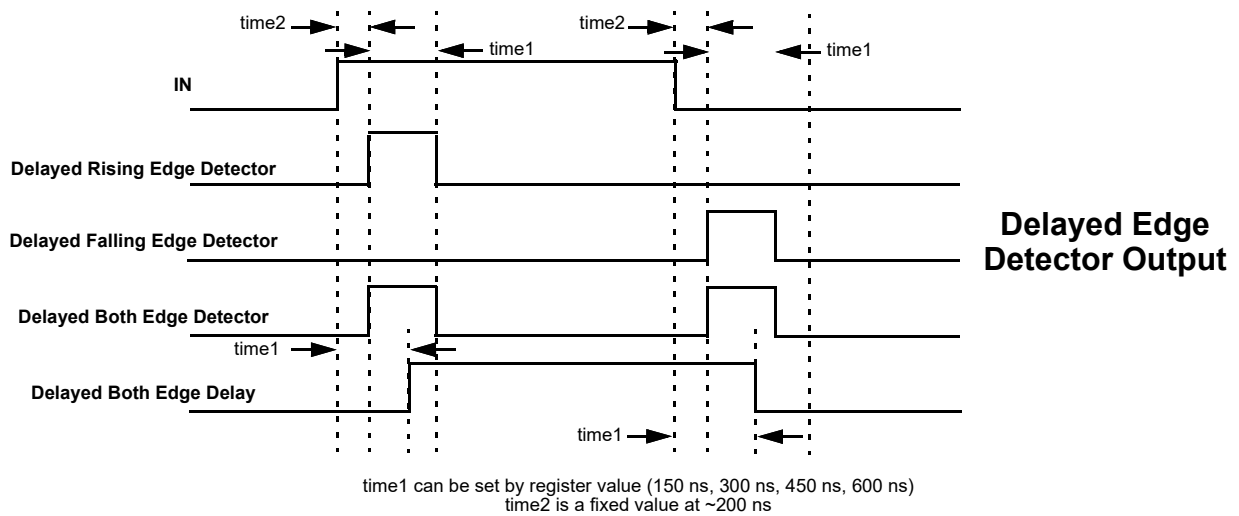 time2
time2
time1
time1
IN
Delayed Rising Edge Detector
Delayed Falling Edge Detector
Delayed Edge
Detector Output
Delayed Both Edge Detector
time1
Delayed Both Edge Delay
time1
time1 can be set by register value (150 ns, 300 ns, 450 ns, 600 ns)
time2 is a fixed value at ~200 ns